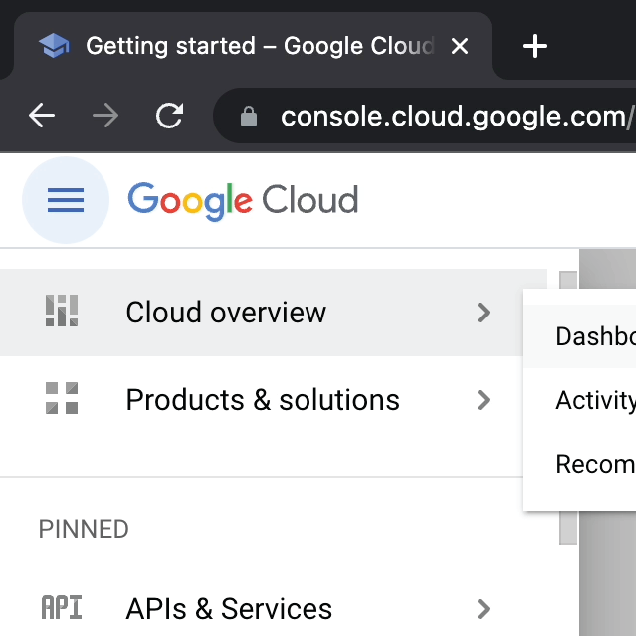 Getting started – Google Cloud
console.cloud.google.com/
Google Cloud
Cloud overview
Dashbo
Products & solutions
Activity
Recom
PINNED
API APIs & Services